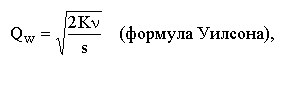 Q_W = √(2Kν / s) (формула Уилсона),